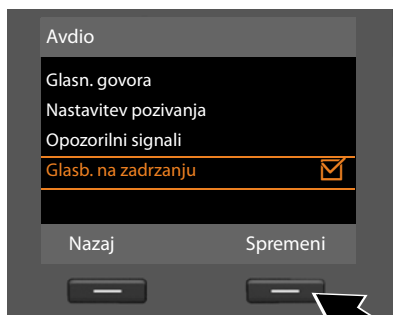 Avdio
Glasn. govora
Nastavitev pozivanja
Opozorilni signali
Glasb. na zadrzanju
Nazaj Spremeni